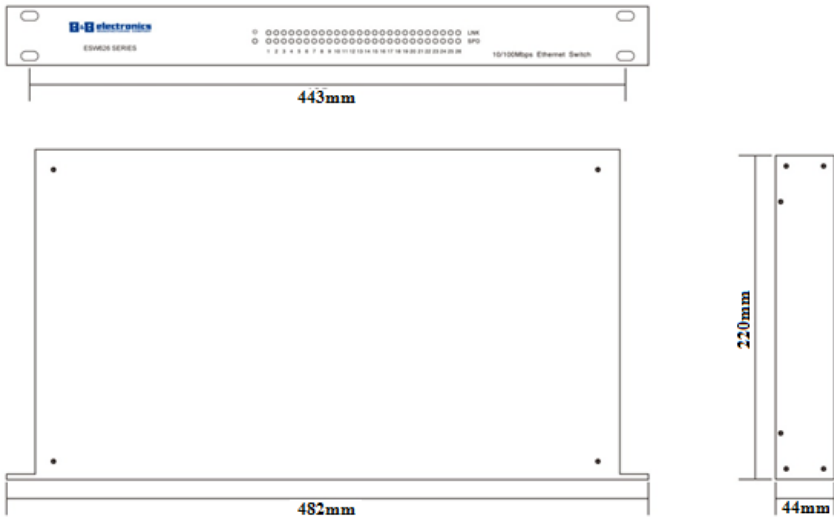 B&B electronics
ESW626 SERIES
LINK
SPD
1 2 3 4 5 6 7 8 9 10 11 12 13 14 15 16 17 18 19 20 21 22 23 24 25 26
10/100Mbps Ethernet Switch
443mm
220mm
482mm
44mm